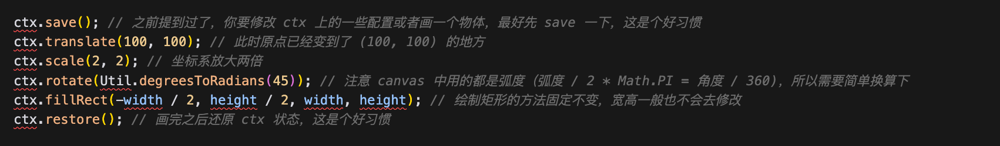 ctx.save(); // 之前提到过了，你要修改 ctx 上的一些配置或者画一个物体，最好先 save 一下，这是个好习惯
ctx.translate(100, 100); // 此时原点已经变到了 (100, 100) 的地方
ctx.scale(2, 2); // 坐标系放大两倍
ctx.rotate(Util.degreesToRadians(45)); // 注意 canvas 中用的都是弧度（弧度 / 2 * Math.PI = 角度 / 360），所以需要简单换算下
ctx.fillRect(-width / 2, height / 2, width, height); // 绘制矩形的方法固定不变，宽高一般也不会去修改
ctx.restore(); // 画完之后还原 ctx 状态，这是个好习惯